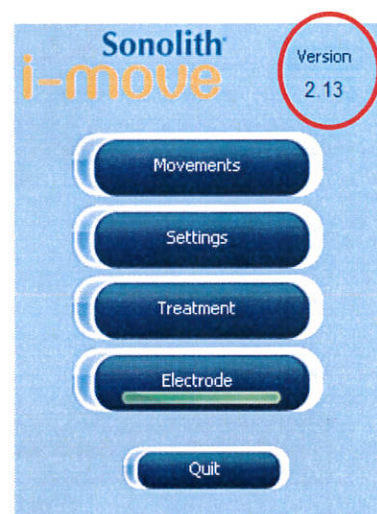 Sonolith
i-move
Version
2.13
Movements
Settings
Treatment
Electrode
Quit